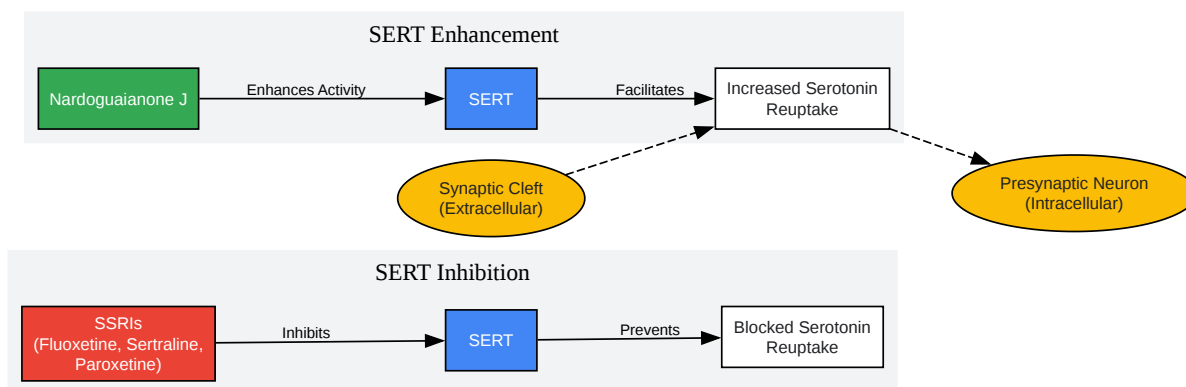 SERT Enhancement
Nardoguaianone J
Enhances Activity
SERT
Facilitates
Increased Serotonin
Reuptake
Synaptic Cleft
(Extracellular)
Presynaptic Neuron
(Intracellular)
SERT Inhibition
SSRIs
(Fluoxetine, Sertraline,
Paroxetine)
Inhibits
SERT
Prevents
Blocked Serotonin
Reuptake